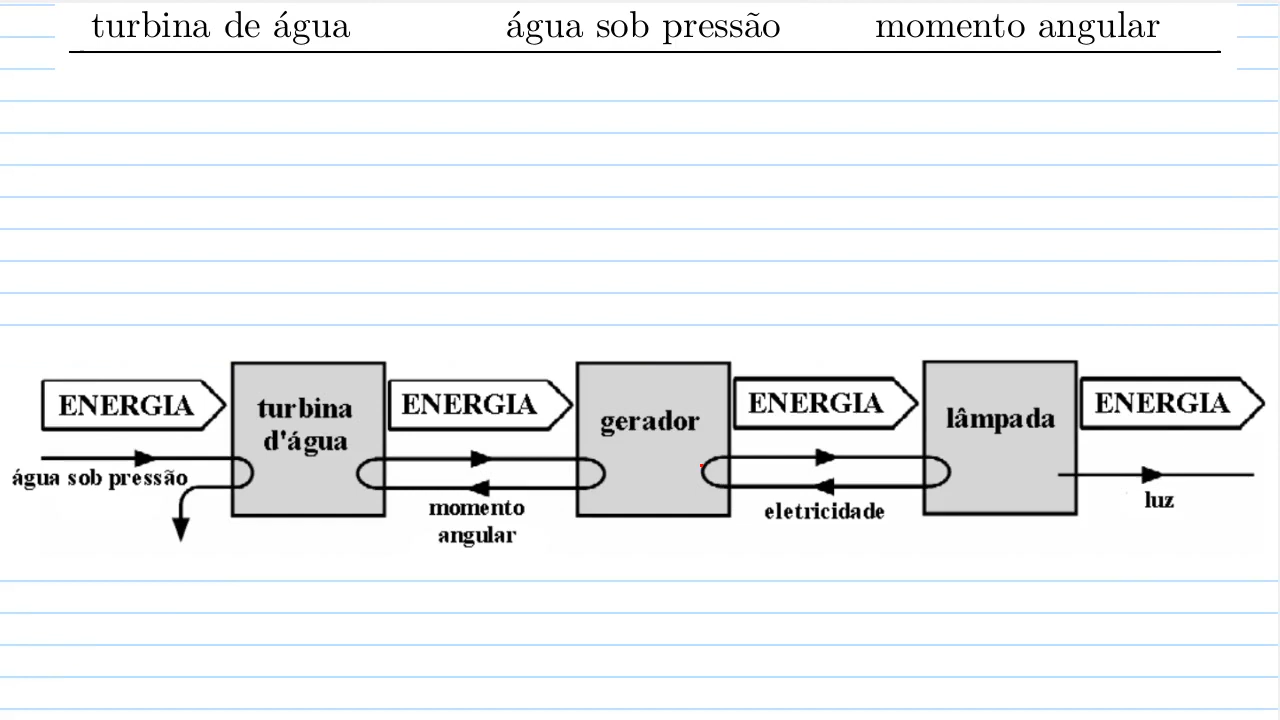 turbina de água água sob pressão momento angular
ENERGIA turbina d'água ENERGIA gerador ENERGIA lâmpada ENERGIA
água sob pressão momento angular eletricidade luz